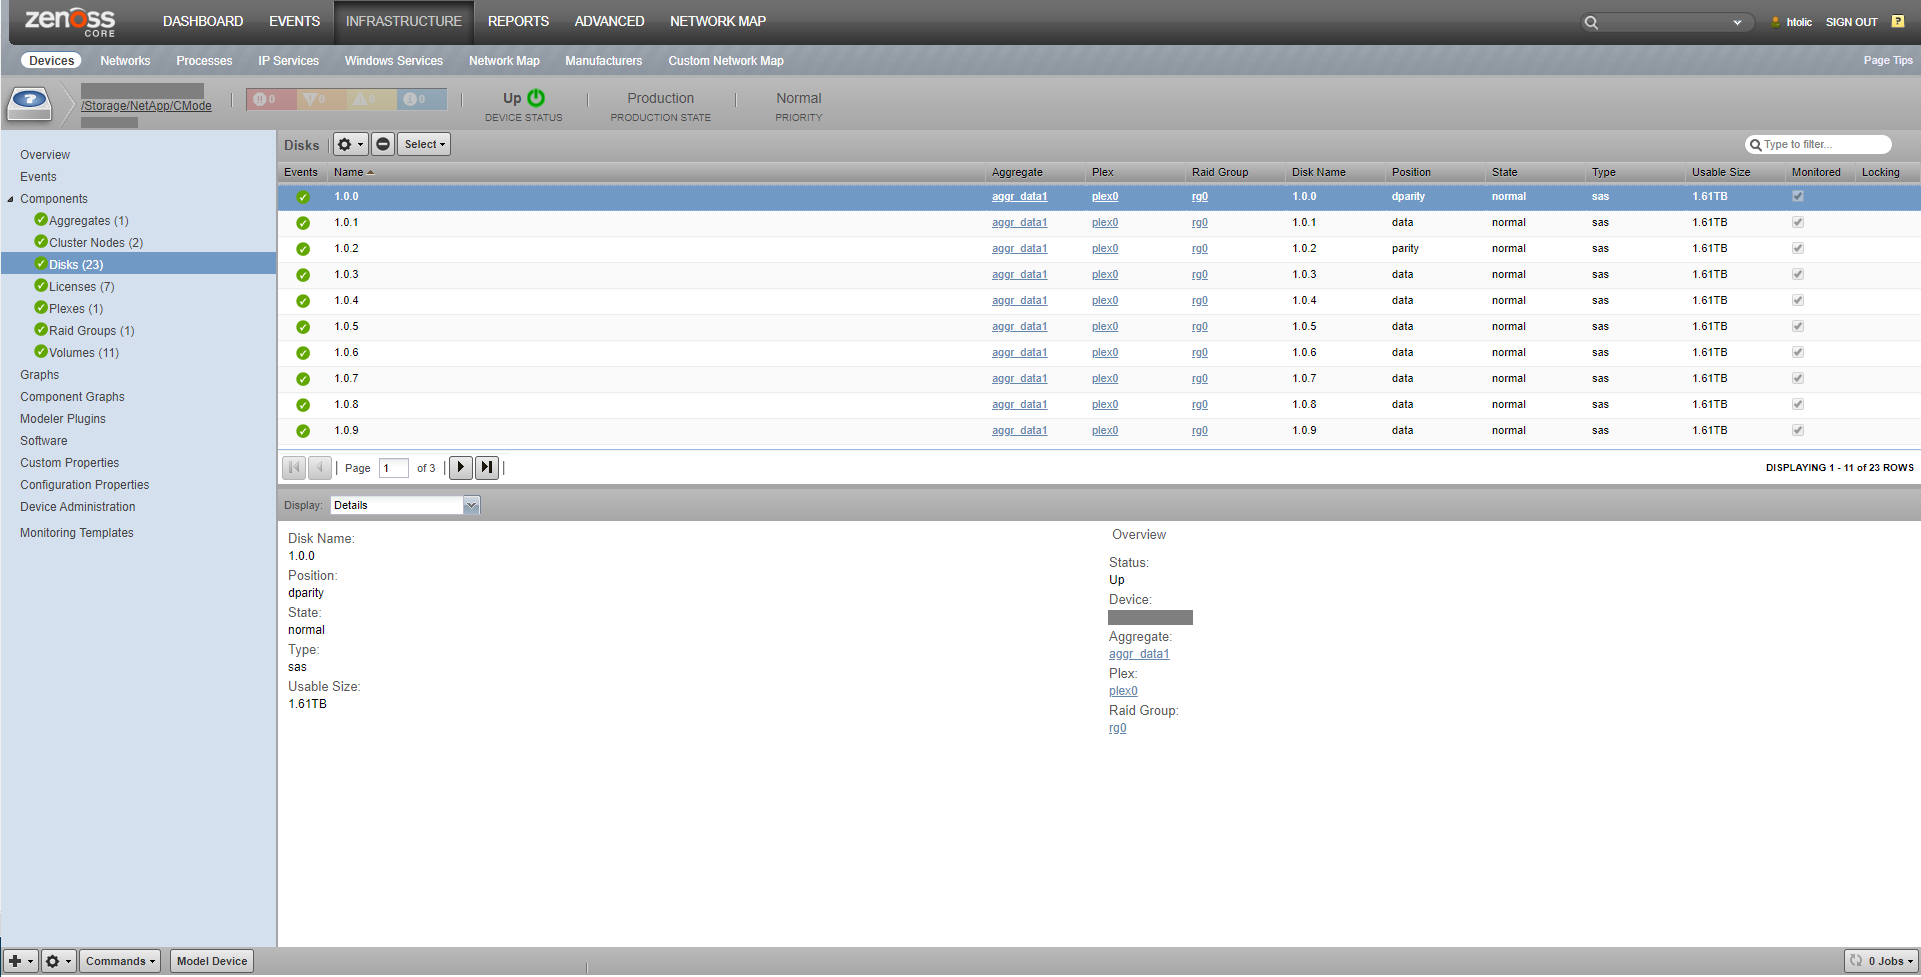 zenoss CORE DASHBOARD EVENTS INFRASTRUCTURE REPORTS ADVANCED NETWORK MAP htolic SIGN OUT ?
Devices Networks Processes IP Services Windows Services Network Map Manufacturers Custom Network Map Page Tips
/Storage/NetApp/CMode 0 0 0 0 Up Production Normal
DEVICE STATUS PRODUCTION STATE PRIORITY
Overview
Events
Components
Aggregates (1)
Cluster Nodes (2)
Disks (23)
Licenses (7)
Plexes (1)
Raid Groups (1)
Volumes (11)
Graphs
Component Graphs
Modeler Plugins
Software
Custom Properties
Configuration Properties
Device Administration
Monitoring Templates
Disks Select Type to filter...
Events Name Aggregate Plex Raid Group Disk Name Position State Type Usable Size Monitored Locking
1.0.0 aggr_data1 plex0 rg0 1.0.0 dparity normal sas 1.61TB
1.0.1 aggr_data1 plex0 rg0 1.0.1 data normal sas 1.61TB
1.0.2 aggr_data1 plex0 rg0 1.0.2 parity normal sas 1.61TB
1.0.3 aggr_data1 plex0 rg0 1.0.3 data normal sas 1.61TB
1.0.4 aggr_data1 plex0 rg0 1.0.4 data normal sas 1.61TB
1.0.5 aggr_data1 plex0 rg0 1.0.5 data normal sas 1.61TB
1.0.6 aggr_data1 plex0 rg0 1.0.6 data normal sas 1.61TB
1.0.7 aggr_data1 plex0 rg0 1.0.7 data normal sas 1.61TB
1.0.8 aggr_data1 plex0 rg0 1.0.8 data normal sas 1.61TB
1.0.9 aggr_data1 plex0 rg0 1.0.9 data normal sas 1.61TB
Page 1 of 3 DISPLAYING 1 - 11 of 23 ROWS
Display: Details
Disk Name:
1.0.0
Position:
dparity
State:
normal
Type:
sas
Usable Size:
1.61TB
Overview
Status:
Up
Device:
Aggregate:
aggr_data1
Plex:
plex0
Raid Group:
rg0
Commands Model Device 0 Jobs